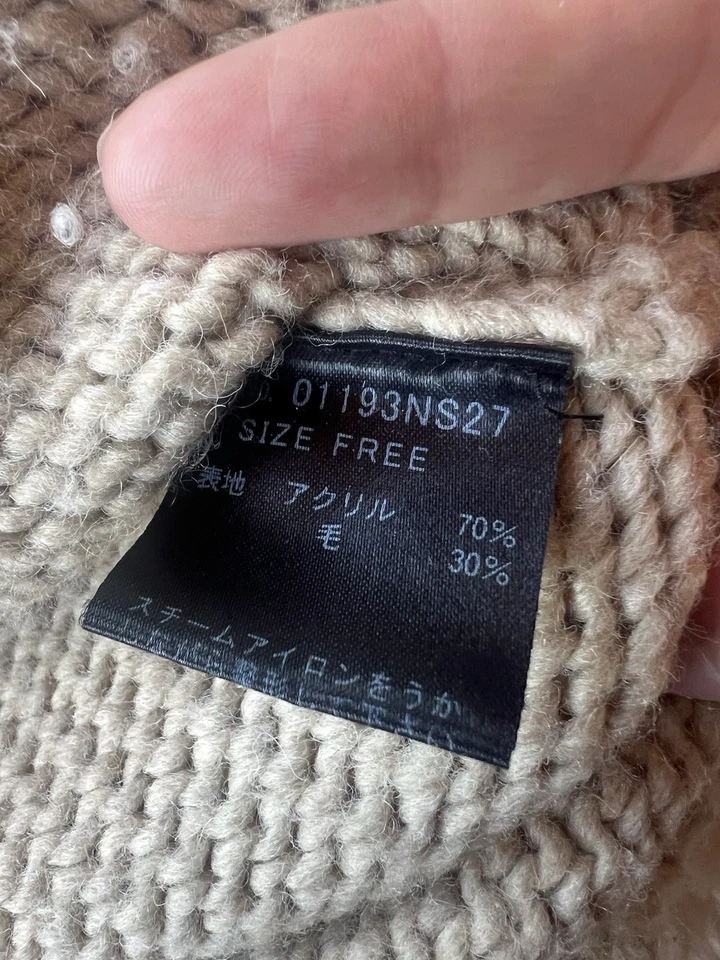 01193NS27
SIZE FREE
表地 アクリル 70%
毛 30%
スチームアイロンをうか